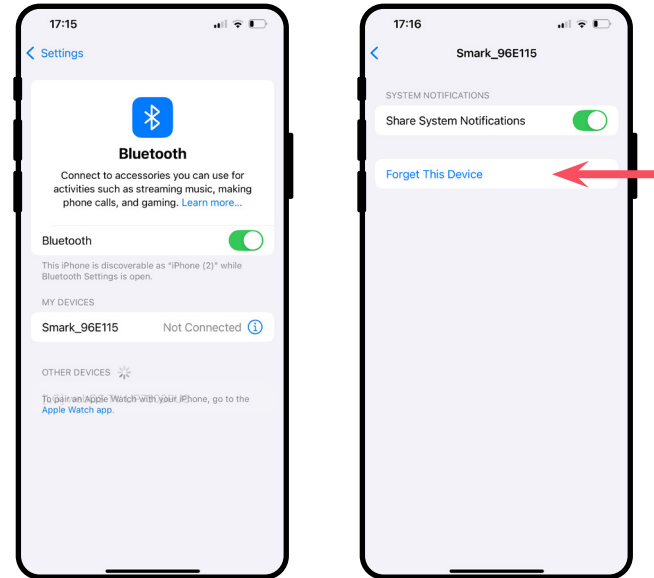 17:15
Settings
Bluetooth
Connect to accessories you can use for
activities such as streaming music, making
phone calls, and gaming. Learn more...
Bluetooth
This iPhone is discoverable as "iPhone (2)" while
Bluetooth Settings is open.
MY DEVICES
Smark_96E115 Not Connected
OTHER DEVICES
To pair an Apple Watch with your iPhone, go to the
Apple Watch app.
17:16
Smark_96E115
SYSTEM NOTIFICATIONS
Share System Notifications
Forget This Device